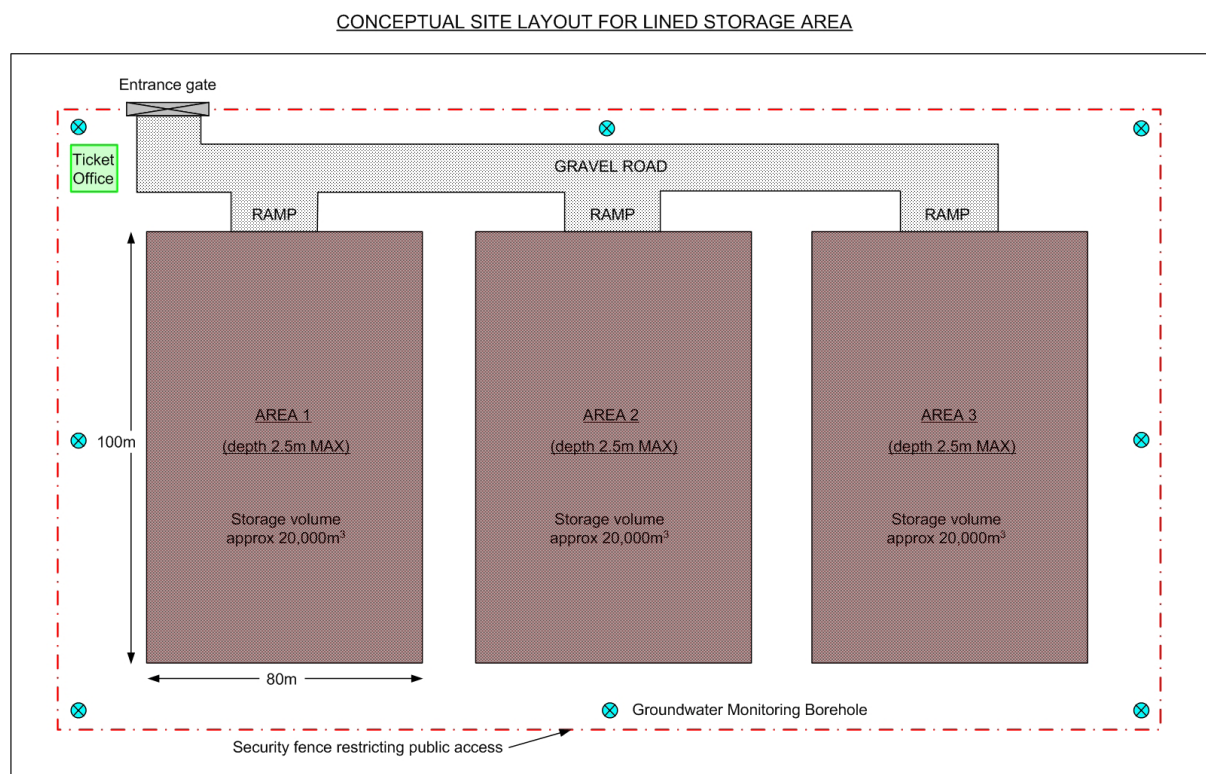 CONCEPTUAL SITE LAYOUT FOR LINED STORAGE AREA
Entrance gate
Ticket
Office
GRAVEL ROAD
RAMP
RAMP
RAMP
100m
AREA 1
(depth 2.5m MAX)
Storage volume
approx 20,000m³
AREA 2
(depth 2.5m MAX)
Storage volume
approx 20,000m³
AREA 3
(depth 2.5m MAX)
Storage volume
approx 20,000m³
80m
Groundwater Monitoring Borehole
Security fence restricting public access